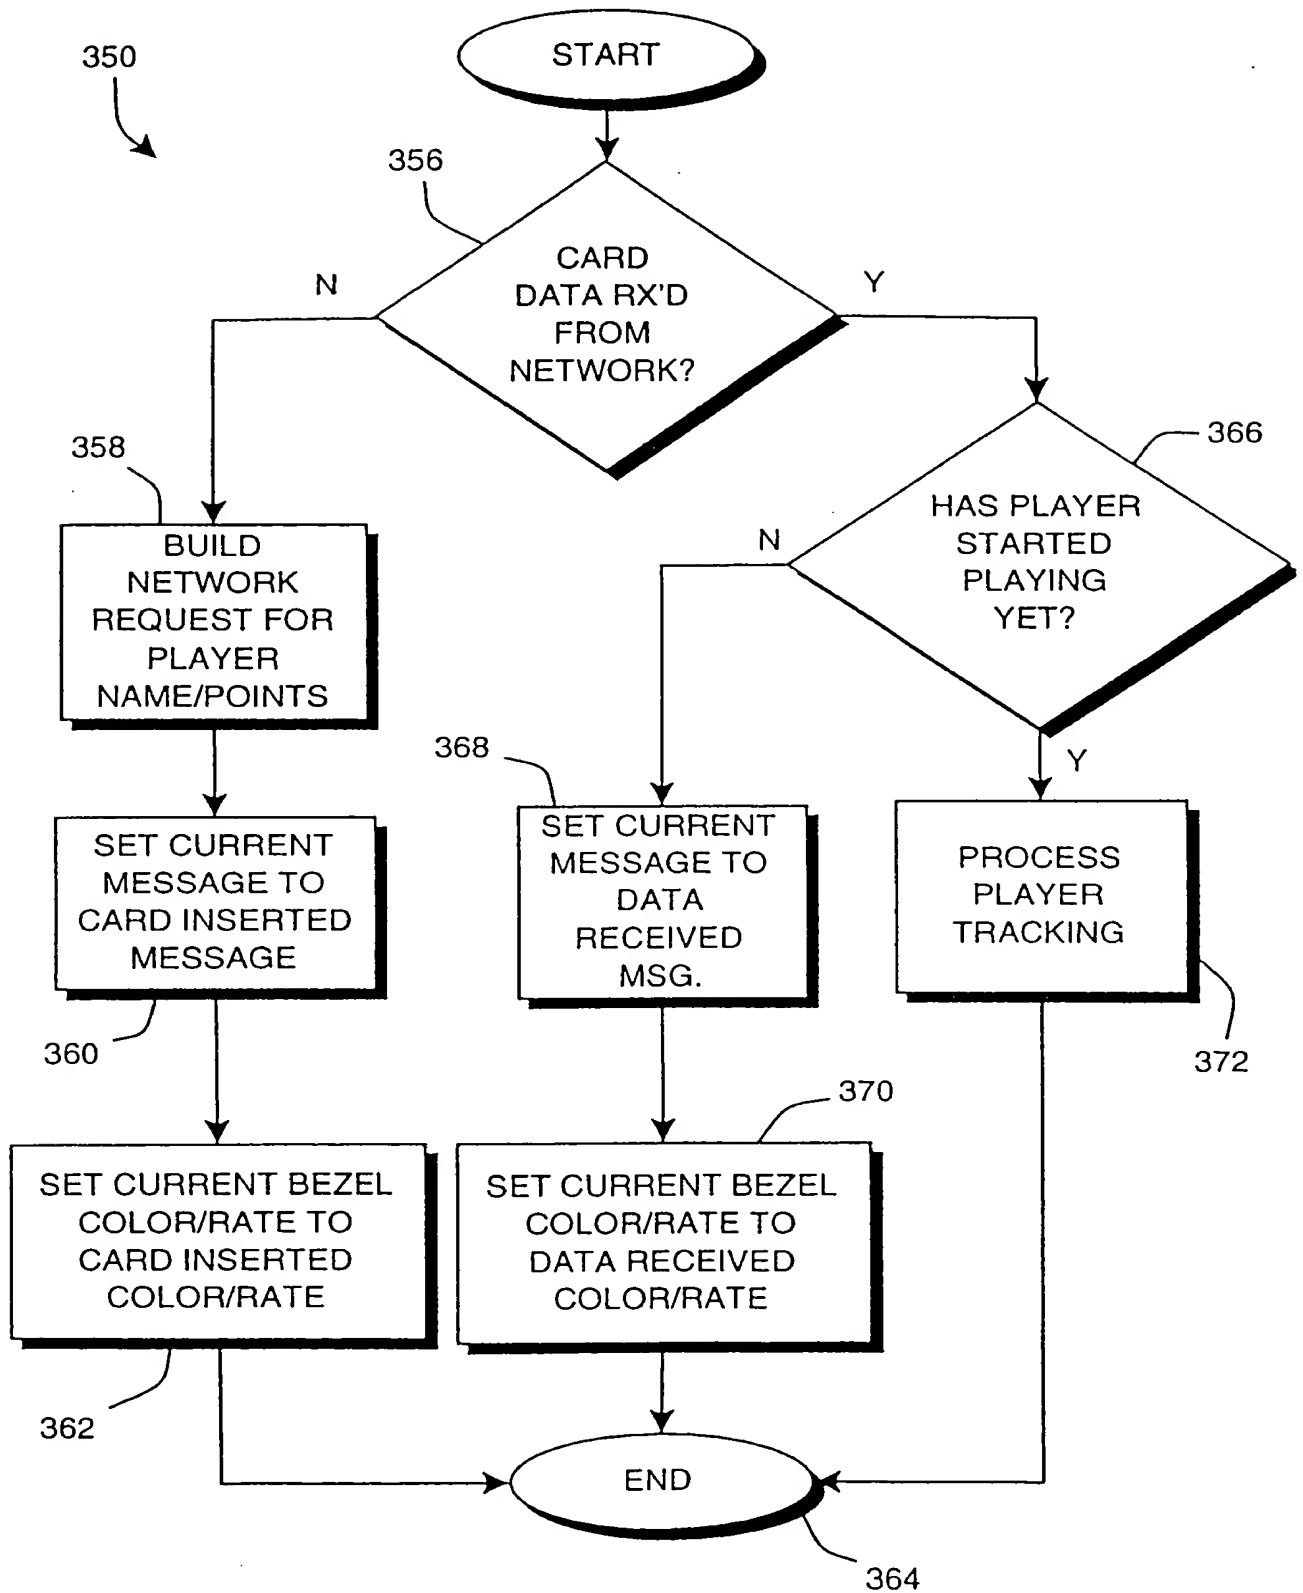 START
350
356
CARD
DATA RX'D
FROM
NETWORK?
N
Y
358
366
BUILD
NETWORK
REQUEST FOR
PLAYER
NAME/POINTS
HAS PLAYER
STARTED
PLAYING
YET?
N
Y
368
SET CURRENT
MESSAGE TO
CARD INSERTED
MESSAGE
SET CURRENT
MESSAGE TO
DATA
RECEIVED
MSG.
PROCESS
PLAYER
TRACKING
360
372
370
SET CURRENT BEZEL
COLOR/RATE TO
CARD INSERTED
COLOR/RATE
SET CURRENT BEZEL
COLOR/RATE TO
DATA RECEIVED
COLOR/RATE
362
END
364